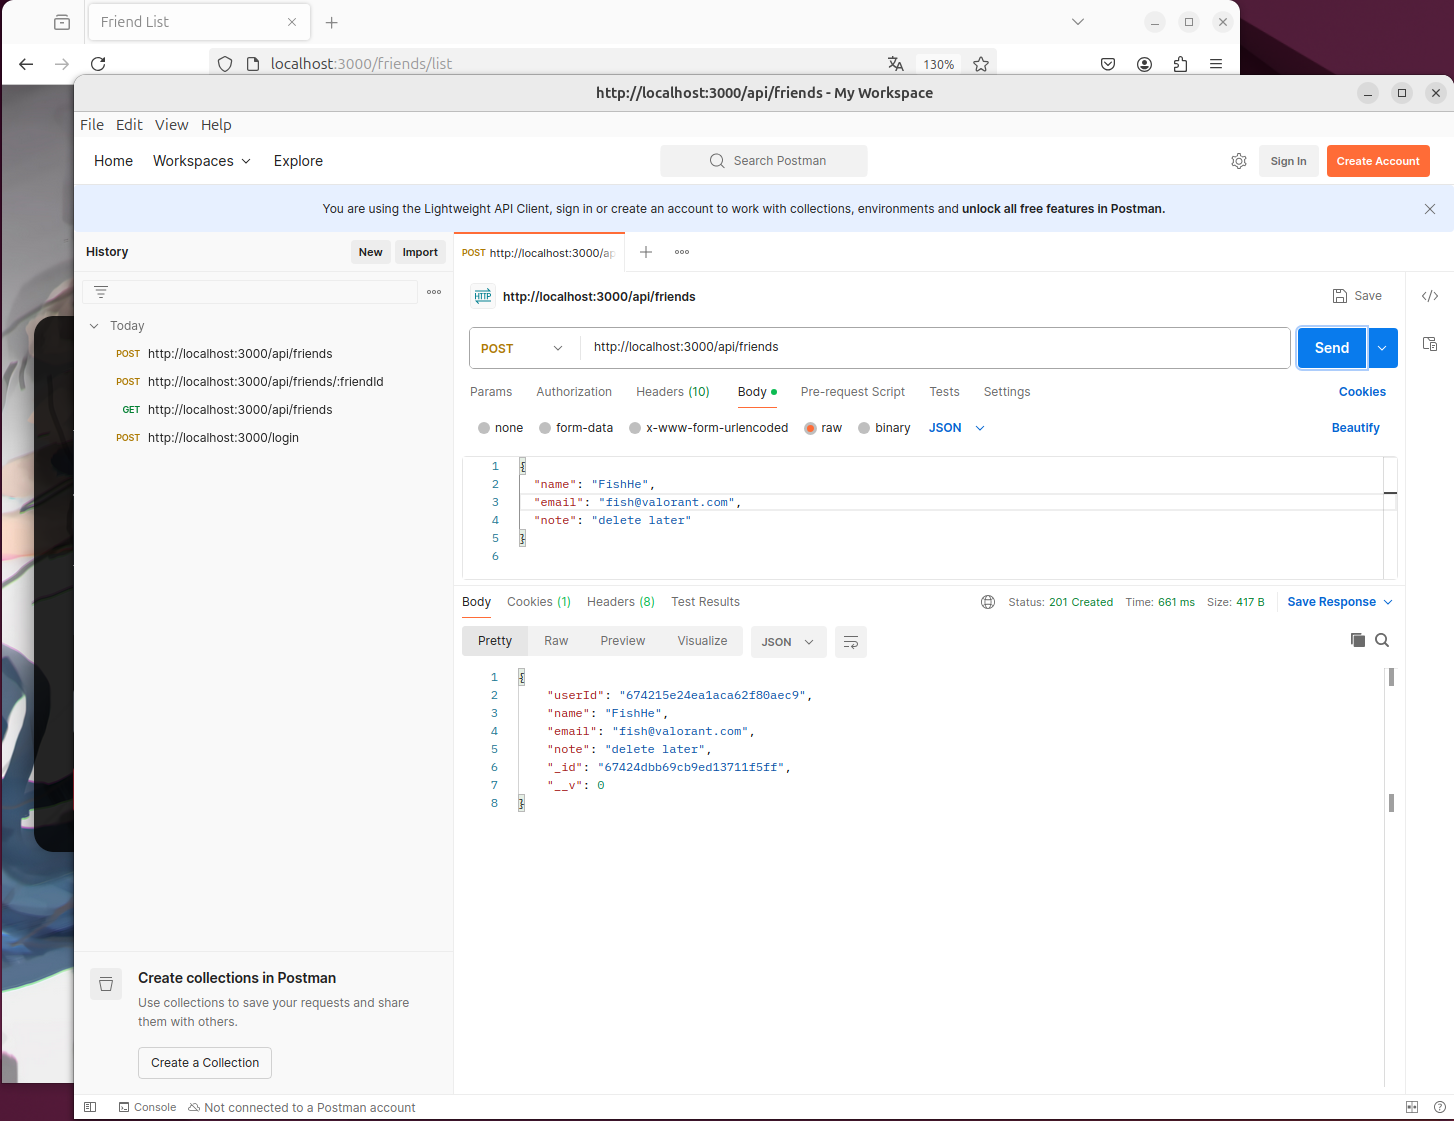 Friend List
localhost:3000/friends/list
130%
http://localhost:3000/api/friends - My Workspace
File Edit View Help
Home Workspaces Explore
Search Postman
Sign In
Create Account
You are using the Lightweight API Client, sign in or create an account to work with collections, environments and unlock all free features in Postman.
History
New
Import
POST http://localhost:3000/ap
Today
POST http://localhost:3000/api/friends
POST http://localhost:3000/api/friends/:friendId
GET http://localhost:3000/api/friends
POST http://localhost:3000/login
HTTP http://localhost:3000/api/friends
Save
POST http://localhost:3000/api/friends
Send
Params Authorization Headers (10) Body Pre-request Script Tests Settings
Cookies
none form-data x-www-form-urlencoded raw binary JSON
Beautify
1 {
2 "name": "FishHe",
3 "email": "fish@valorant.com",
4 "note": "delete later"
5 }
6
Body Cookies (1) Headers (8) Test Results
Status: 201 Created Time: 661 ms Size: 417 B
Save Response
Pretty Raw Preview Visualize JSON
1 {
2 "userId": "674215e24ea1aca62f80aec9",
3 "name": "FishHe",
4 "email": "fish@valorant.com",
5 "note": "delete later",
6 "_id": "67424dbb69cb9ed13711f5ff",
7 "__v": 0
8 }
Create collections in Postman
Use collections to save your requests and share
them with others.
Create a Collection
Console Not connected to a Postman account